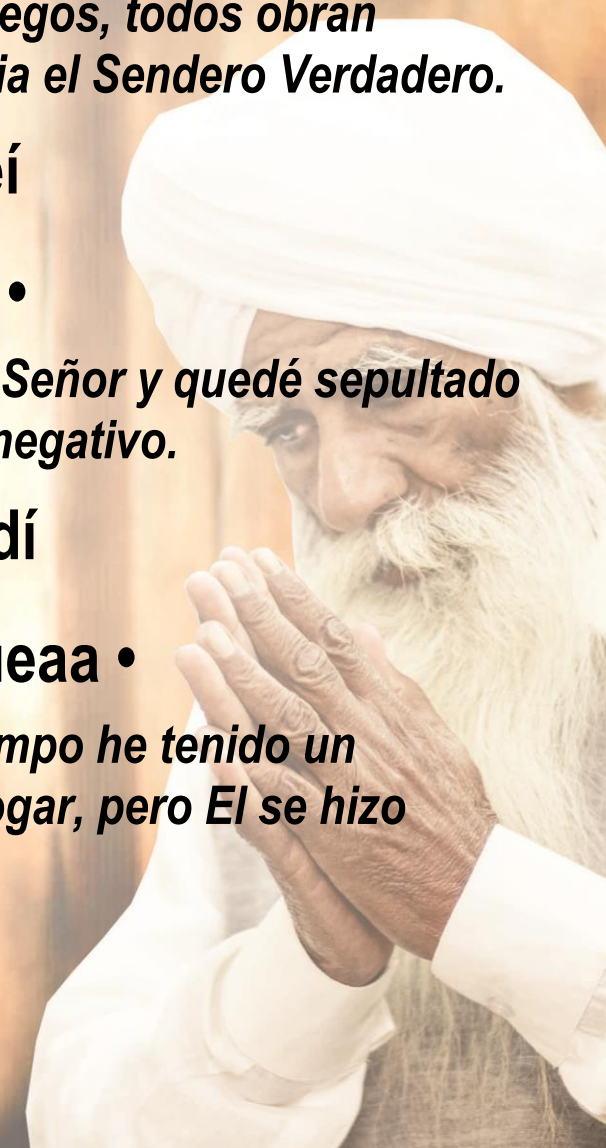 egos, todos obran
ia el Sendero Verdadero.
eí
•
Señor y quedé sepultado
negativo.
dí
ueaa •
mpo he tenido un
ogar, pero El se hizo